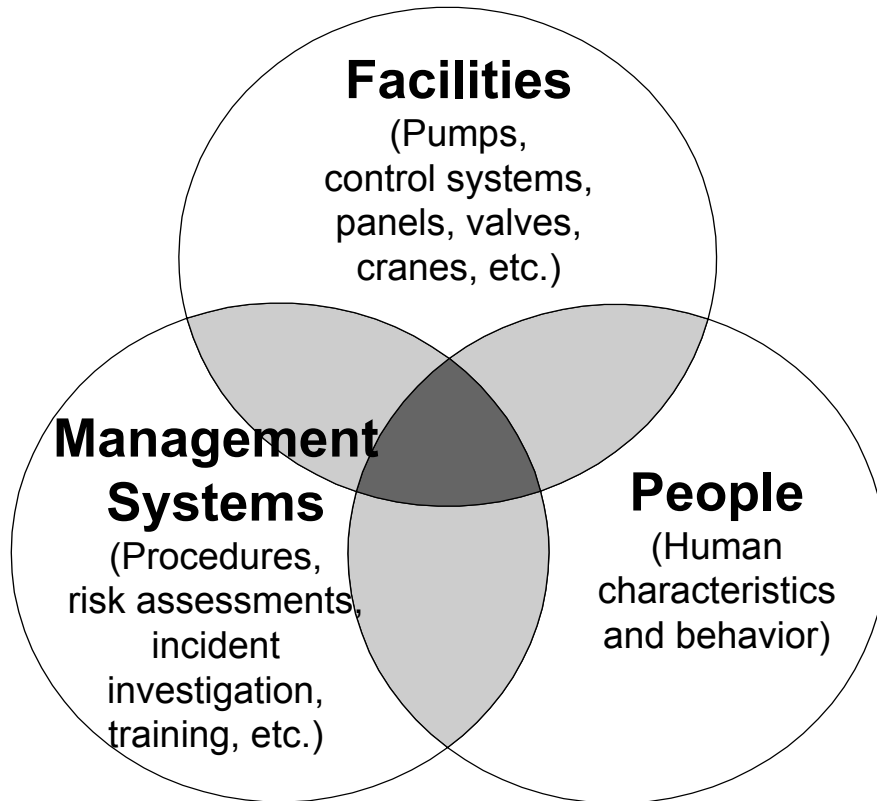 Facilities
(Pumps,
control systems,
panels, valves,
cranes, etc.)
Management
Systems
(Procedures,
risk assessments,
incident
investigation,
training, etc.)
People
(Human
characteristics
and behavior)